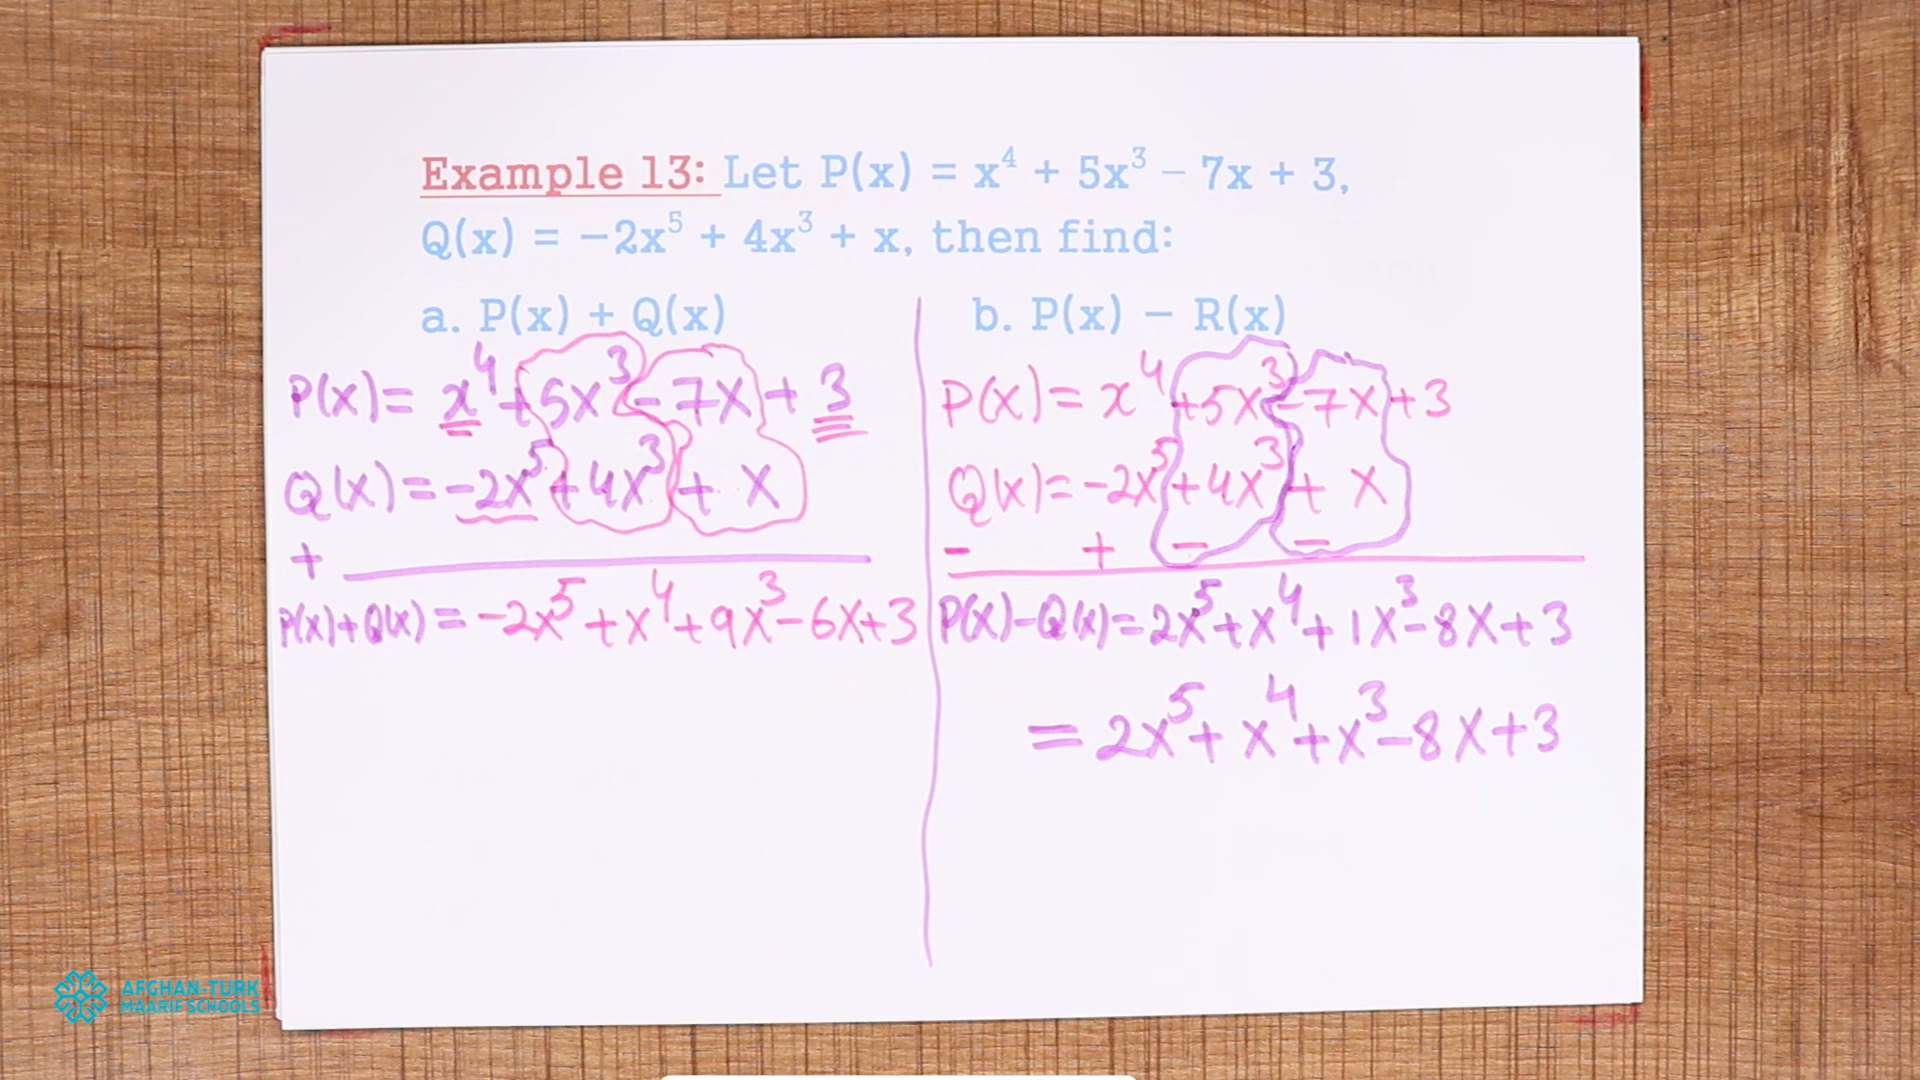 Example 13: Let P(x) = x⁴ + 5x³ – 7x + 3,
Q(x) = –2x⁵ + 4x³ + x, then find:
a. P(x) + Q(x)
P(x) = x⁴ + 5x³ - 7x + 3
Q(x) = -2x⁵ + 4x³ + x
+
P(x)+Q(x) = -2x⁵ + x⁴ + 9x³ - 6x + 3
b. P(x) – R(x)
P(x) = x⁴ + 5x³ - 7x + 3
Q(x) = -2x⁵ + 4x³ + x
- + - -
P(x)-Q(x) = 2x⁵ + x⁴ + 1x³ - 8x + 3
= 2x⁵ + x⁴ + x³ - 8x + 3
AFGHAN-TURK
MAARIF SCHOOLS